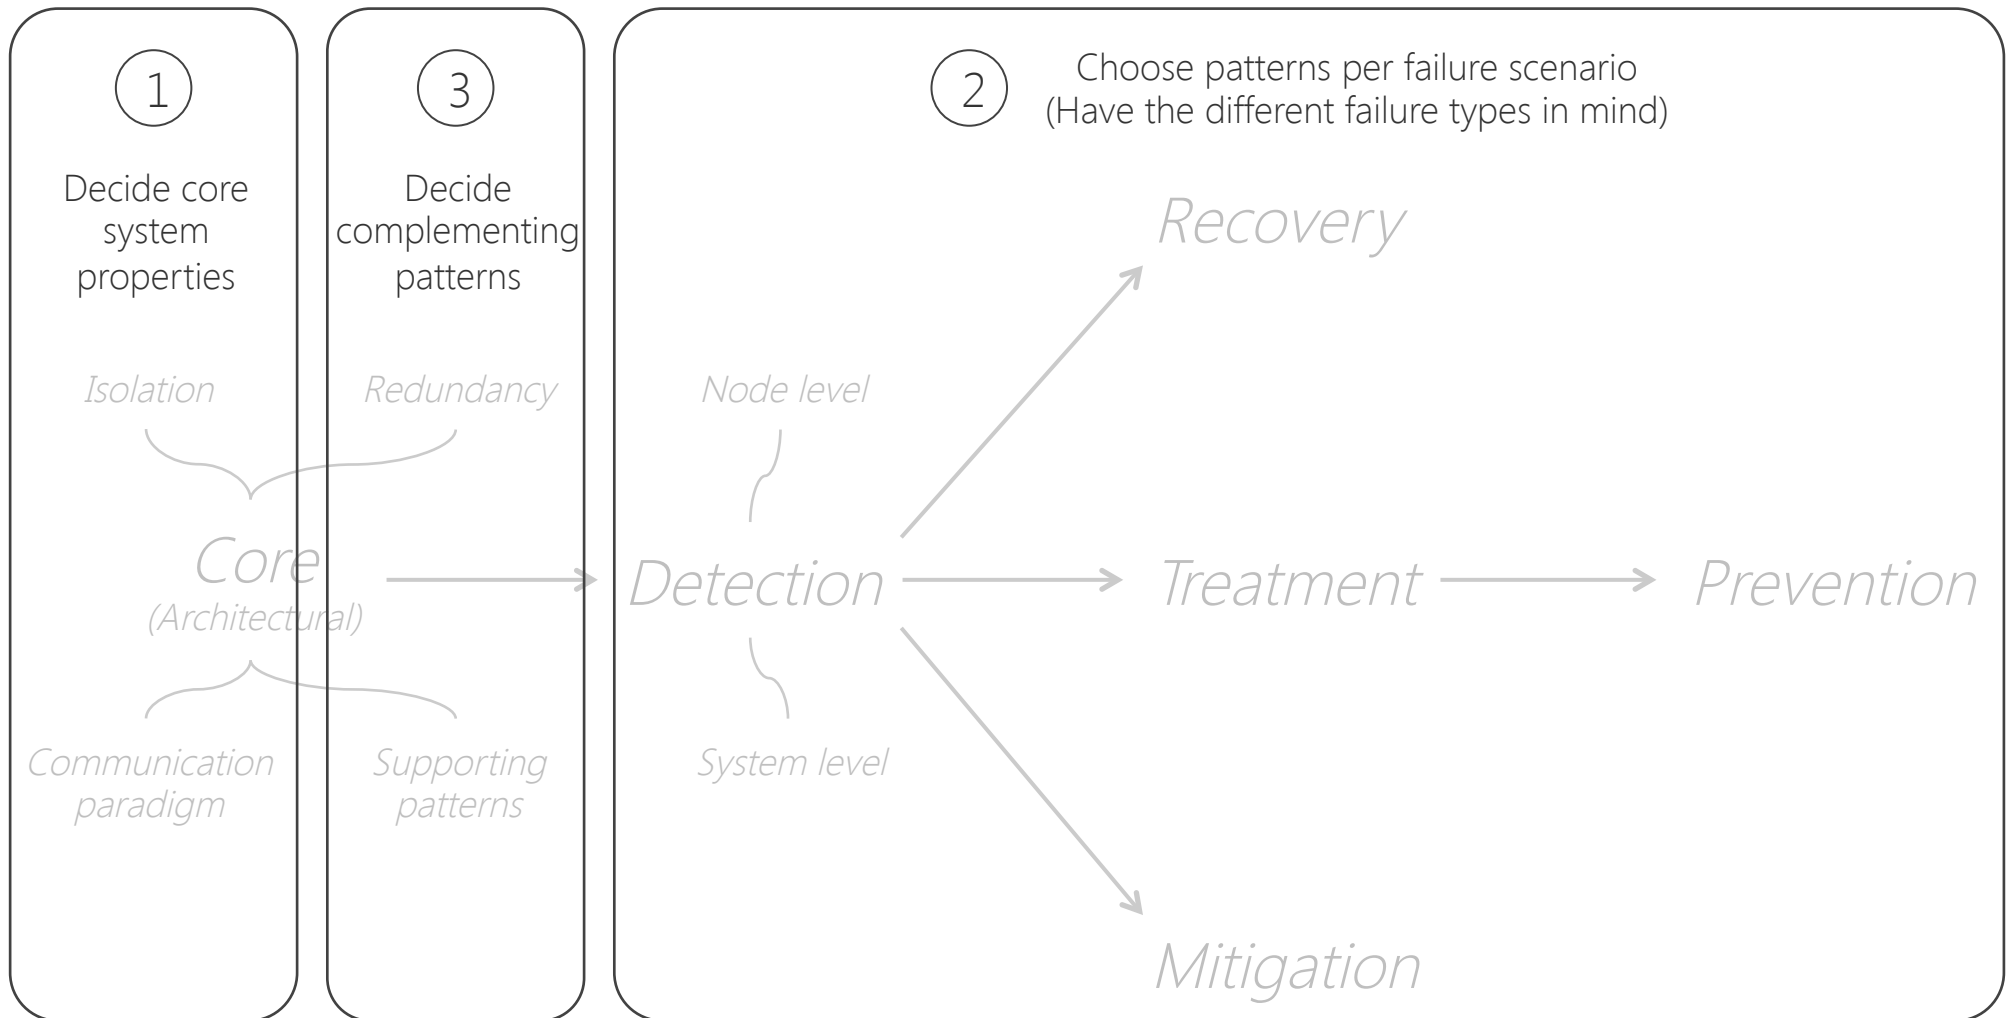 1
Decide core
system
properties
Isolation
Core
(Architectural)
Communication
paradigm
3
Decide
complementing
patterns
Redundancy
Supporting
patterns
2
Choose patterns per failure scenario
(Have the different failure types in mind)
Recovery
Node level
Detection
Treatment
Prevention
System level
Mitigation